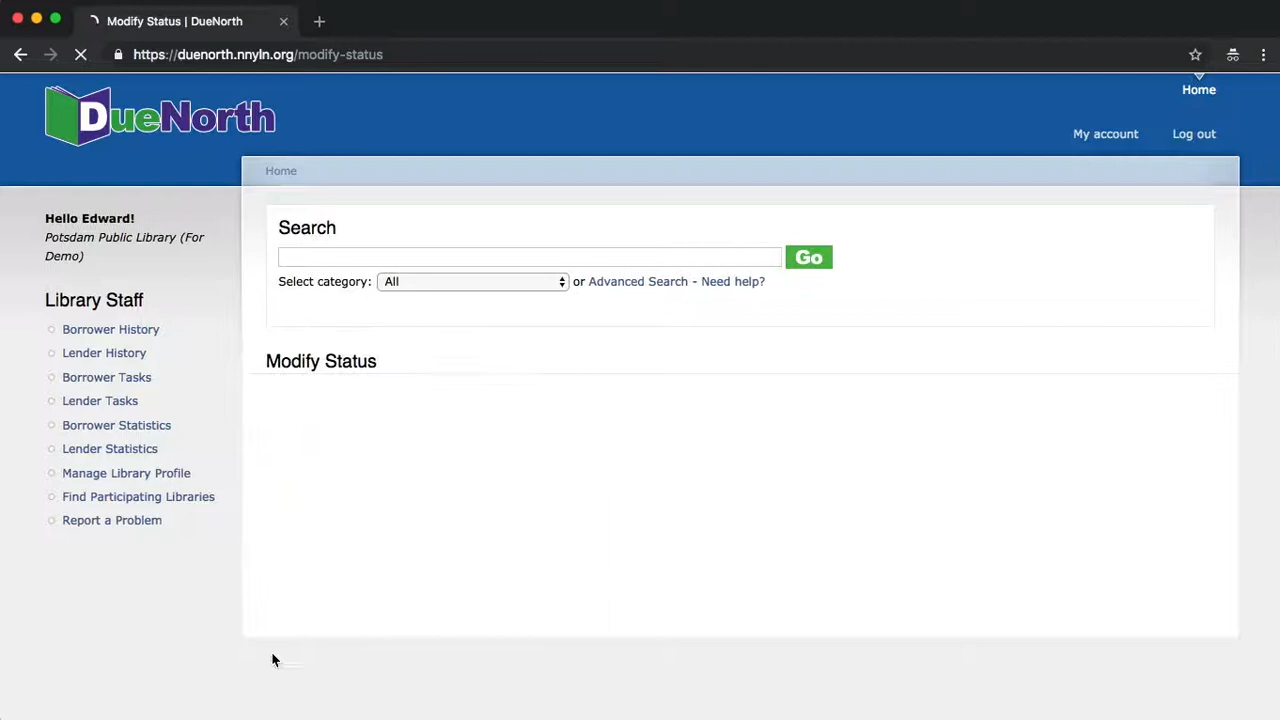 Modify Status | DueNorth
https://duenorth.nnyln.org/modify-status
DueNorth
Home
My account
Log out
Home
Hello Edward!
Potsdam Public Library (For
Demo)
Library Staff
Borrower History
Lender History
Borrower Tasks
Lender Tasks
Borrower Statistics
Lender Statistics
Manage Library Profile
Find Participating Libraries
Report a Problem
Search
Go
Select category: All or Advanced Search - Need help?
Modify Status